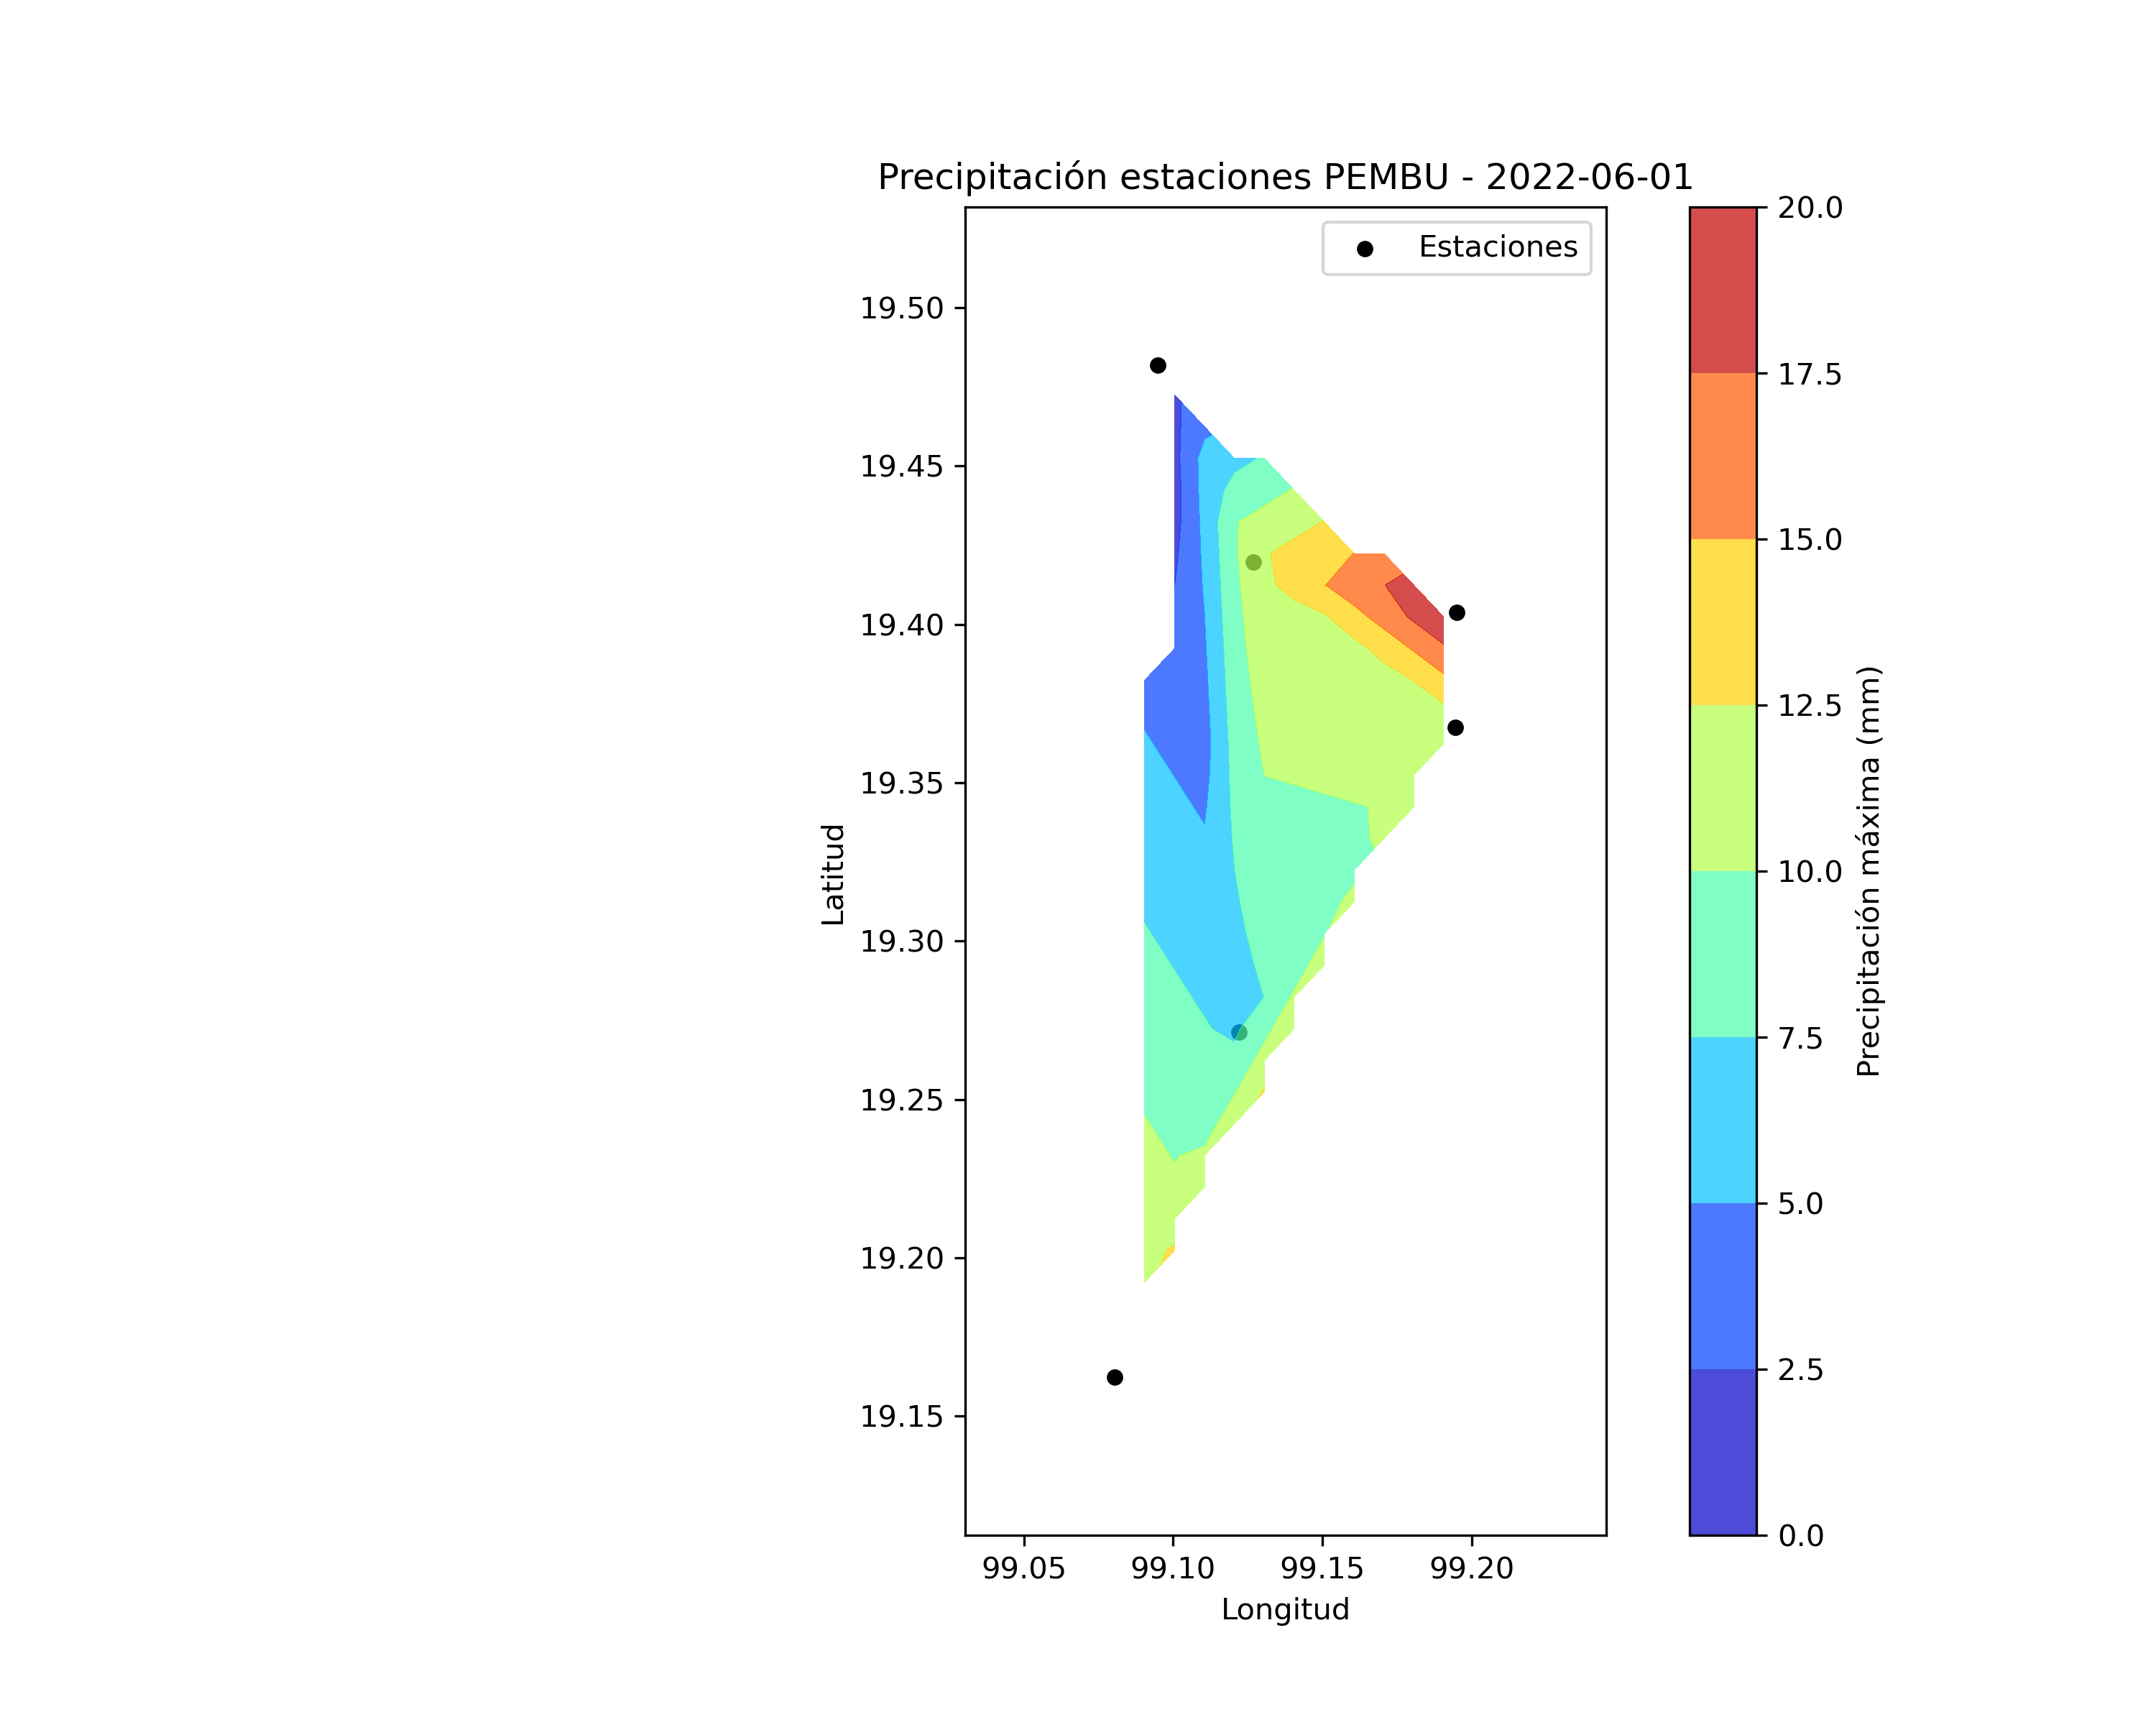 Precipitación estaciones PEMBU - 2022-06-01
Estaciones
19.50
19.45
19.40
19.35
19.30
19.25
19.20
19.15
Latitud
99.05 99.10 99.15 99.20
Longitud
20.0
17.5
15.0
12.5
10.0
7.5
5.0
2.5
0.0
Precipitación máxima (mm)